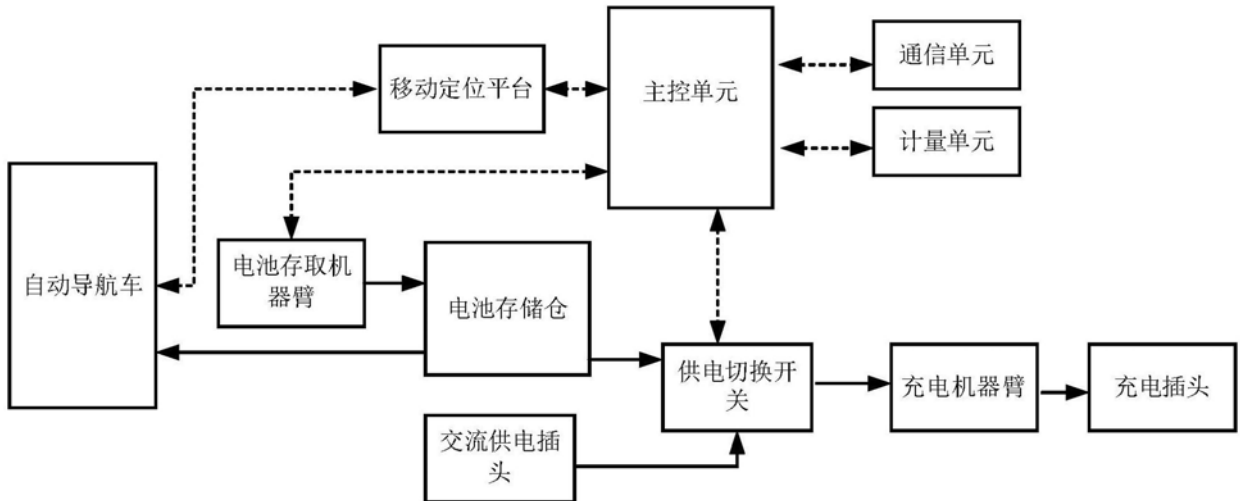 通信单元
移动定位平台
主控单元
计量单元
自动导航车
电池存取机
器臂
电池存储仓
供电切换开
关
充电机器臂
充电插头
交流供电插
头